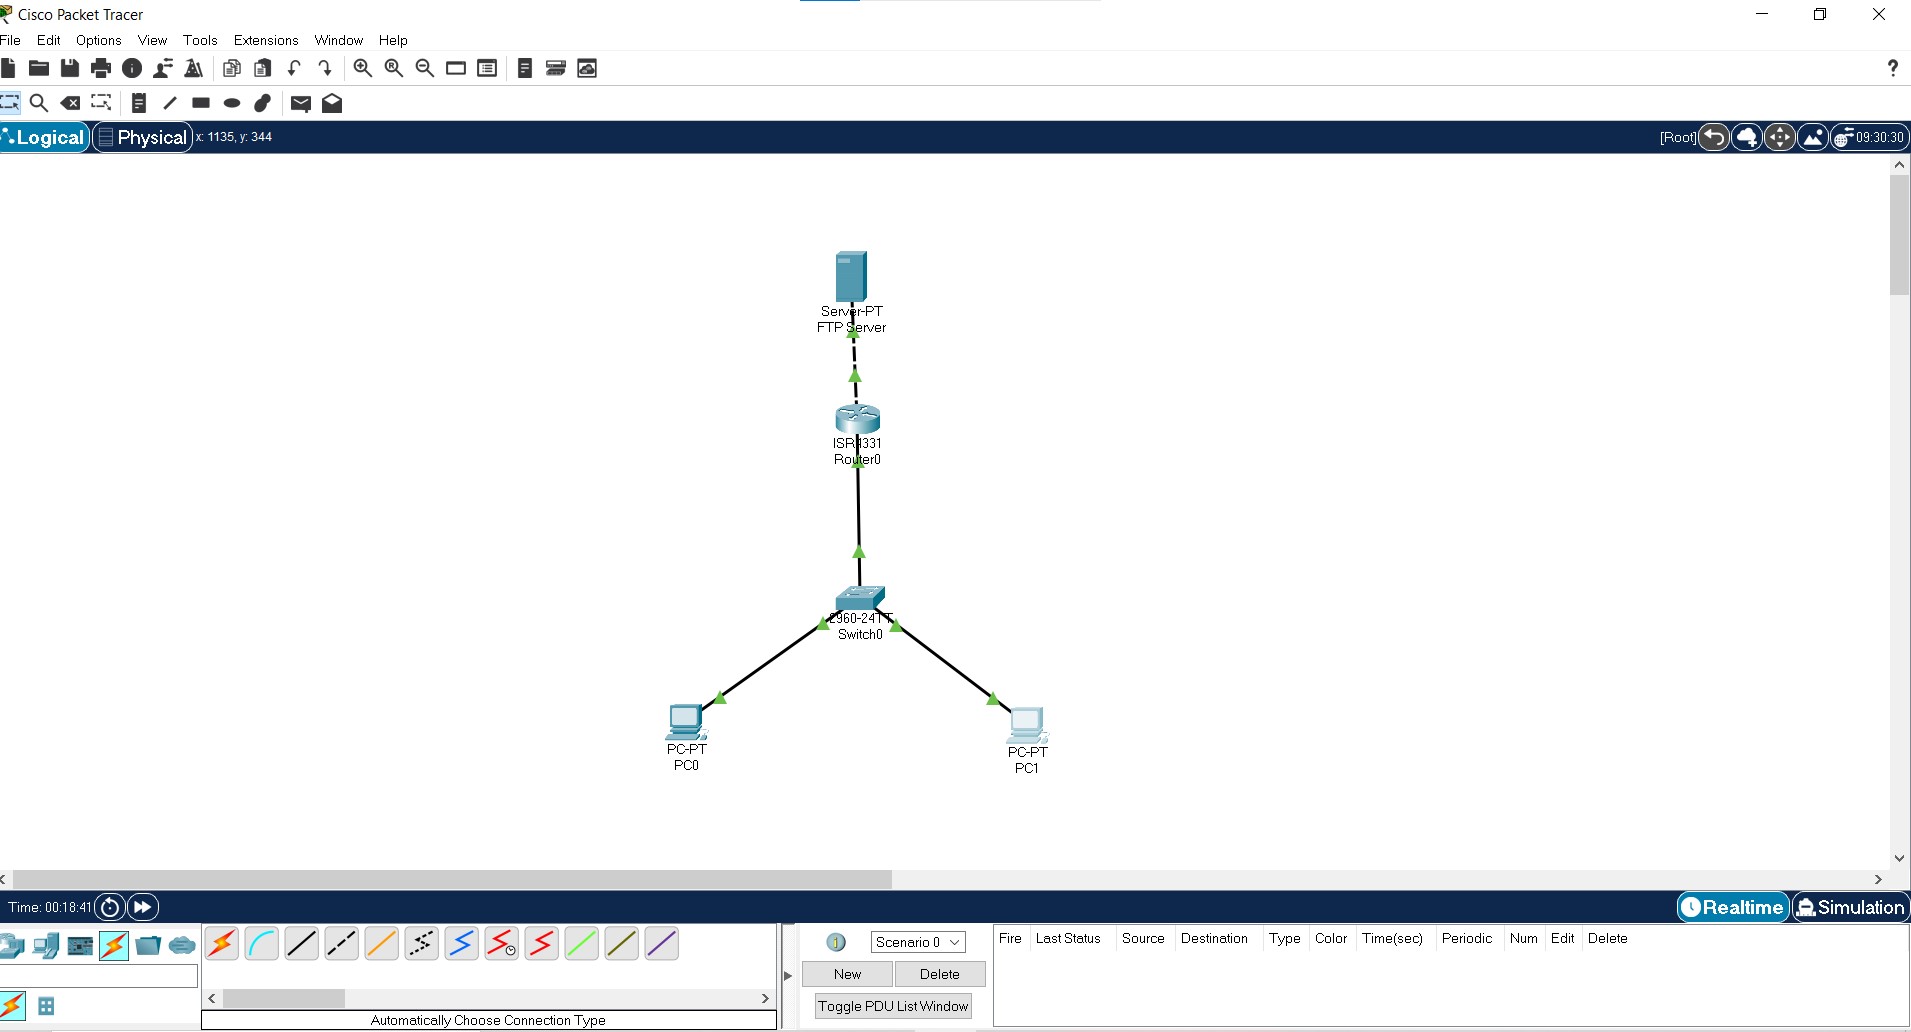 Cisco Packet Tracer
File Edit Options View Tools Extensions Window Help
?
Logical Physical x: 1135, y: 344 [Root] 09:30:30
Server-PT
FTP Server
ISR4331
Router0
2960-24TT
Switch0
PC-PT
PC0
PC-PT
PC1
Time: 00:18:41 Realtime Simulation
Scenario 0 Fire Last Status Source Destination Type Color Time(sec) Periodic Num Edit Delete
New Delete
Toggle PDU List Window
Automatically Choose Connection Type